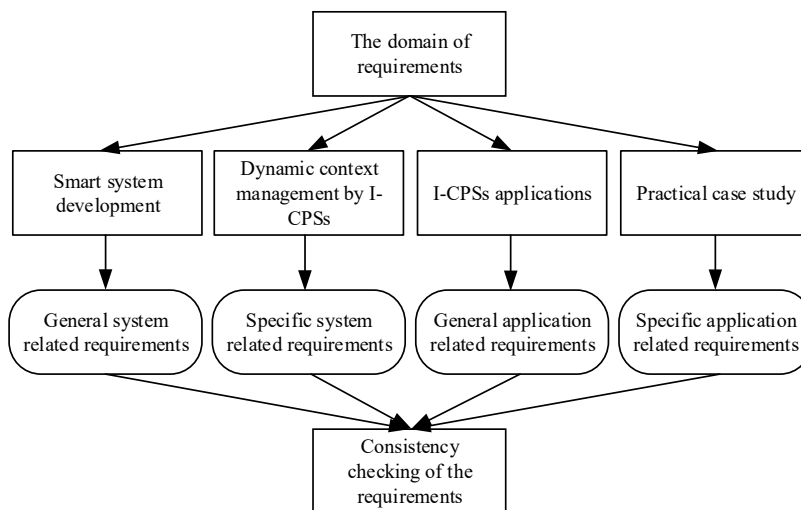 The domain of
requirements
Smart system
development
Dynamic context
management by I-
CPSs
I-CPSs applications
Practical case study
General system
related requirements
Specific system
related requirements
General application
related requirements
Specific application
related requirements
Consistency
checking of the
requirements